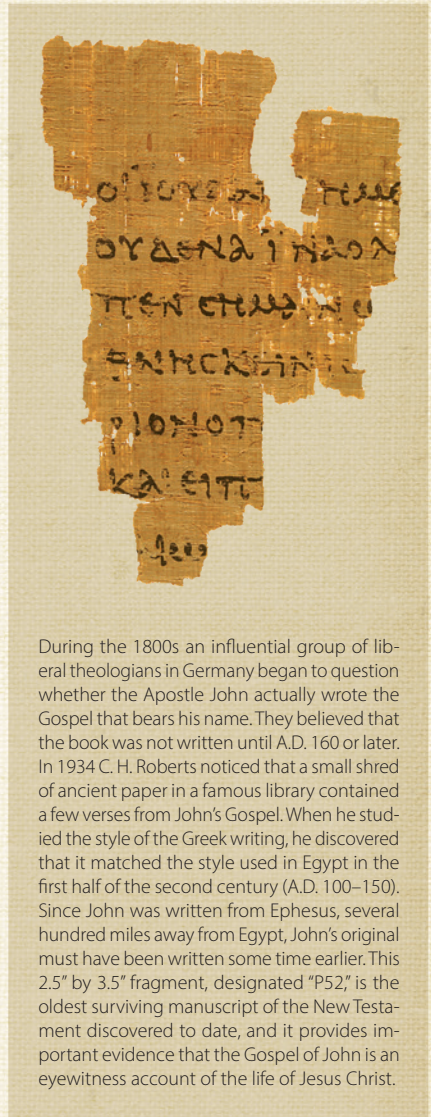 ΟΙΙΟΥΔΑΙ ΗΜΕ
ΟΥΔΕΝΑΪΝΑΟΛ
ΠΕΝϹΗΜΑΙΝΩ
ΘΝΗϹΚΕΙΝΙϹ
ΡΙΟΝΟΠ
ΚΑΙΕΙΠ
During the 1800s an influential group of lib-
eral theologians in Germany began to question
whether the Apostle John actually wrote the
Gospel that bears his name. They believed that
the book was not written until A.D. 160 or later.
In 1934 C. H. Roberts noticed that a small shred
of ancient paper in a famous library contained
a few verses from John’s Gospel. When he stud-
ied the style of the Greek writing, he discovered
that it matched the style used in Egypt in the
first half of the second century (A.D. 100–150).
Since John was written from Ephesus, several
hundred miles away from Egypt, John’s original
must have been written some time earlier. This
2.5” by 3.5” fragment, designated “P52,” is the
oldest surviving manuscript of the New Testa-
ment discovered to date, and it provides im-
portant evidence that the Gospel of John is an
eyewitness account of the life of Jesus Christ.